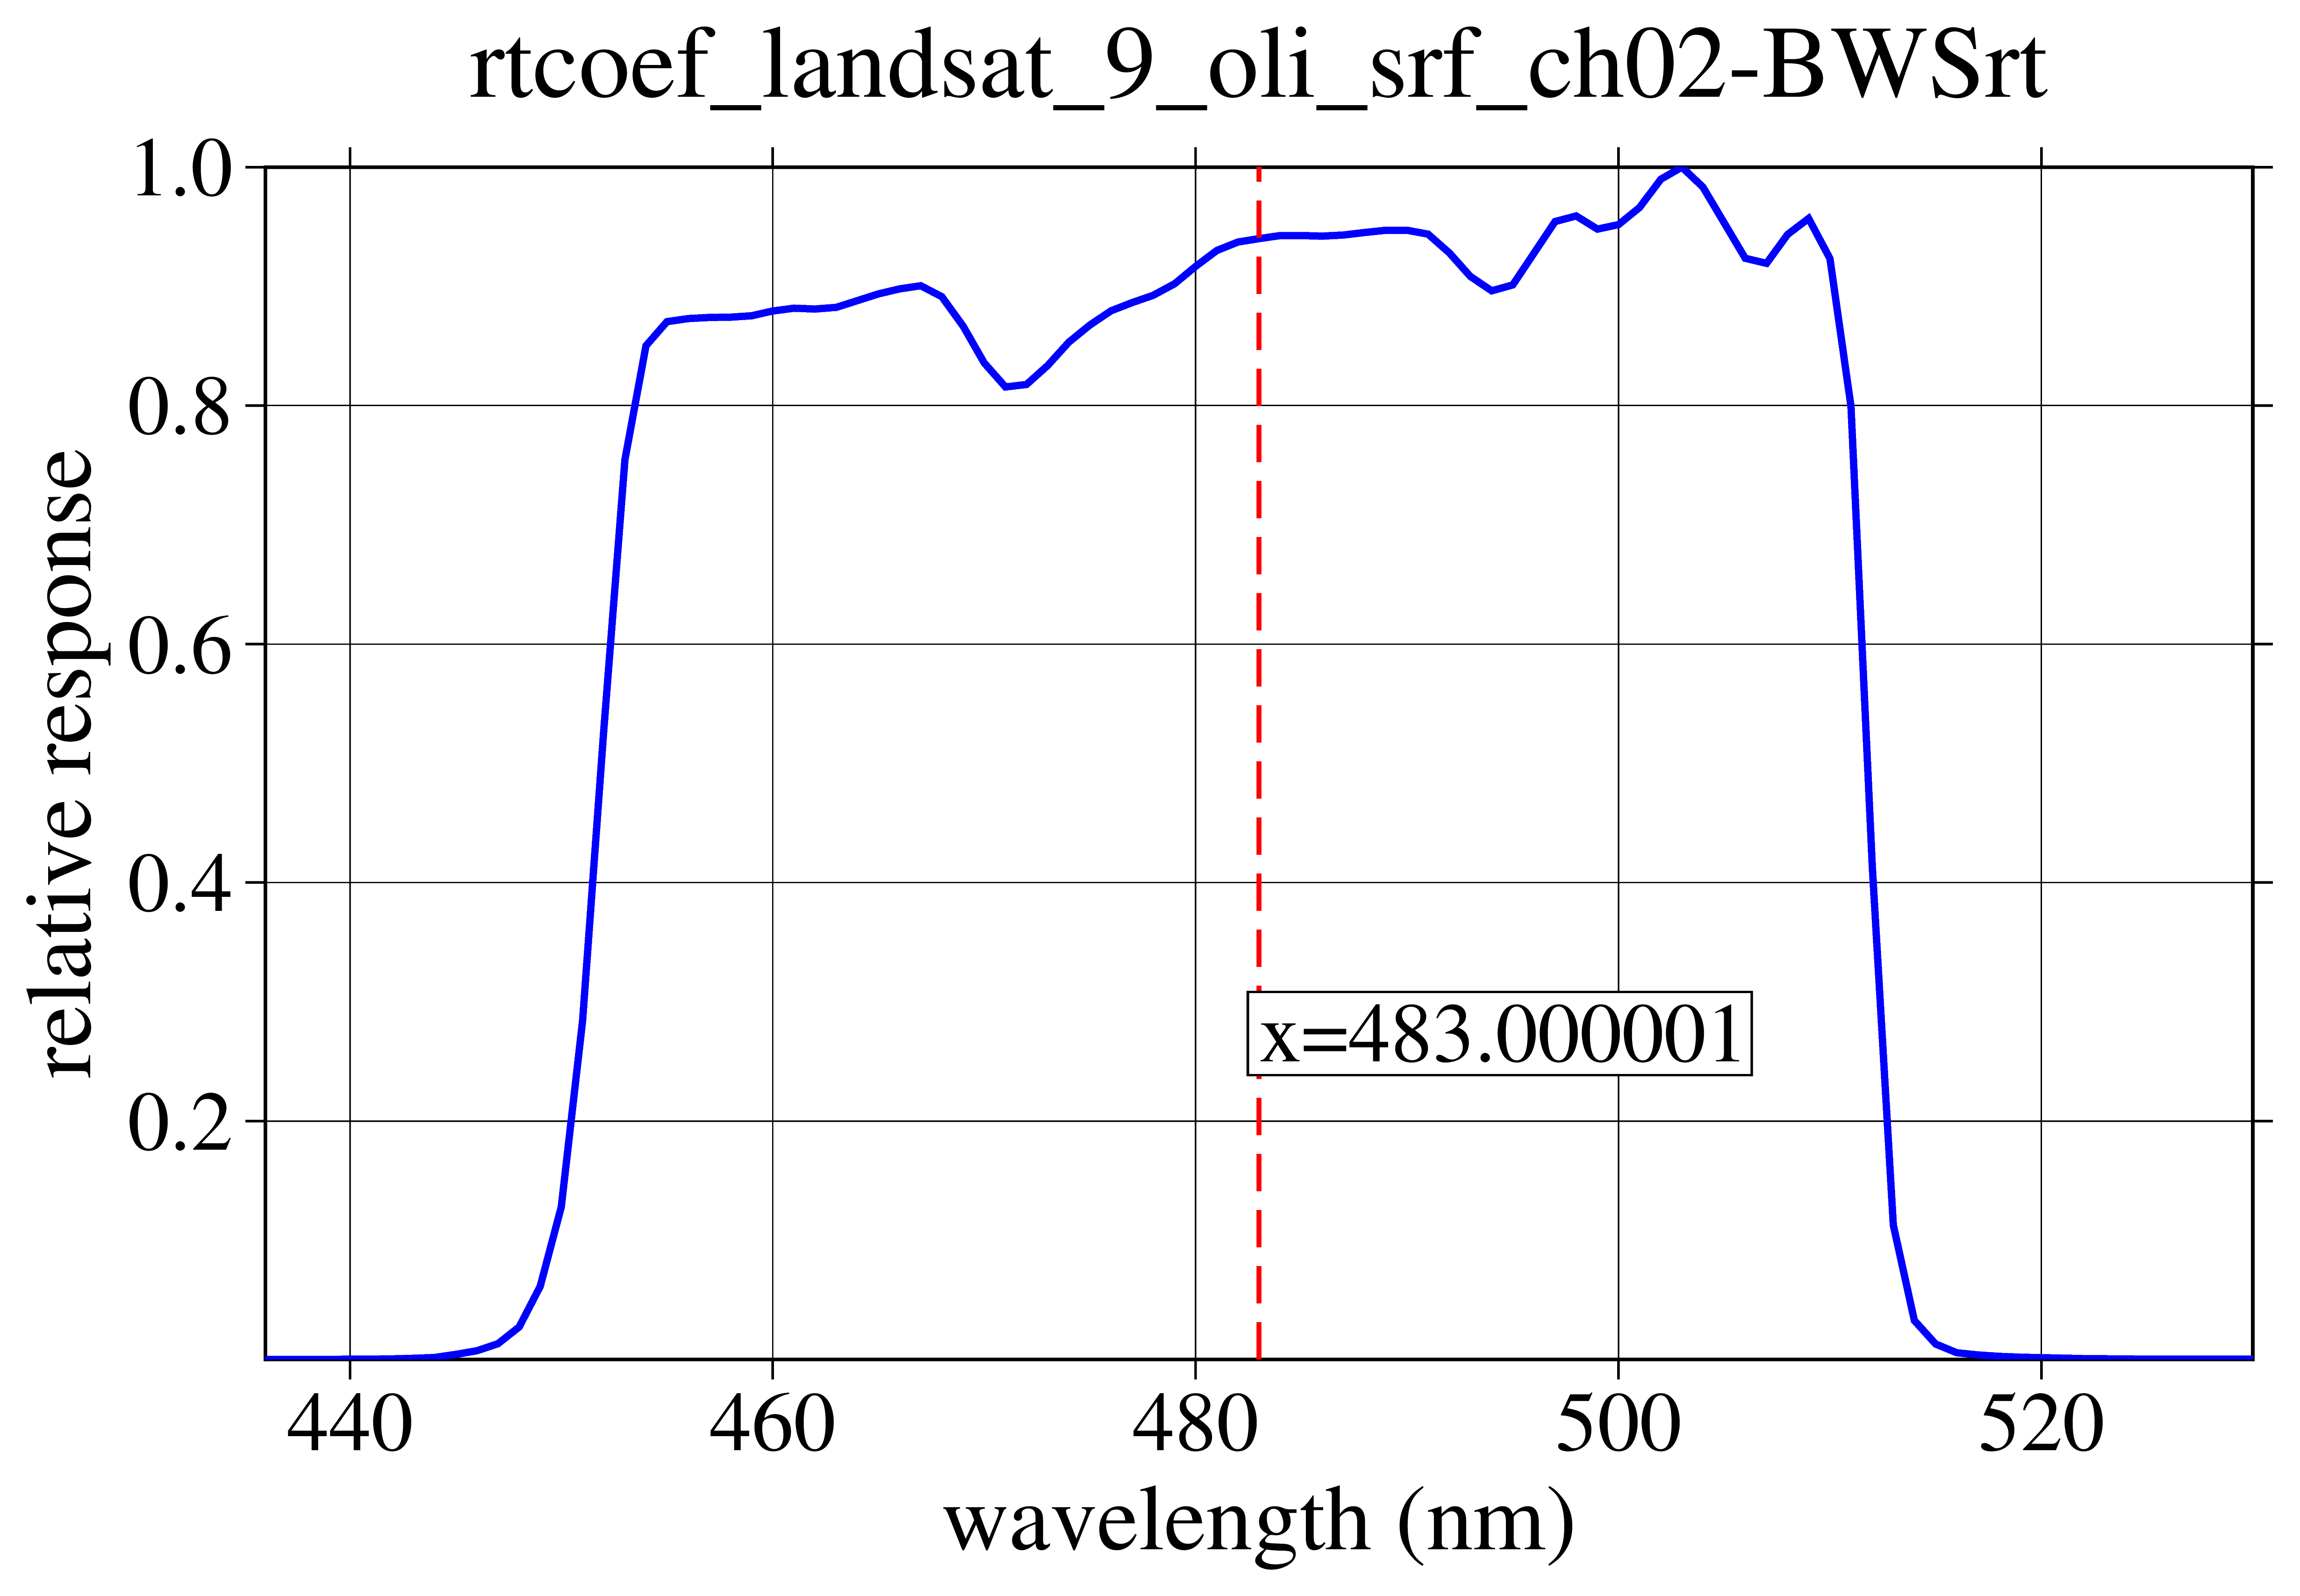 rtcoef_landsat_9_oli_srf_ch02-BWSrt
1.0
0.8
0.6
0.4
0.2
relative response
x=483.000001
440 460 480 500 520
wavelength (nm)